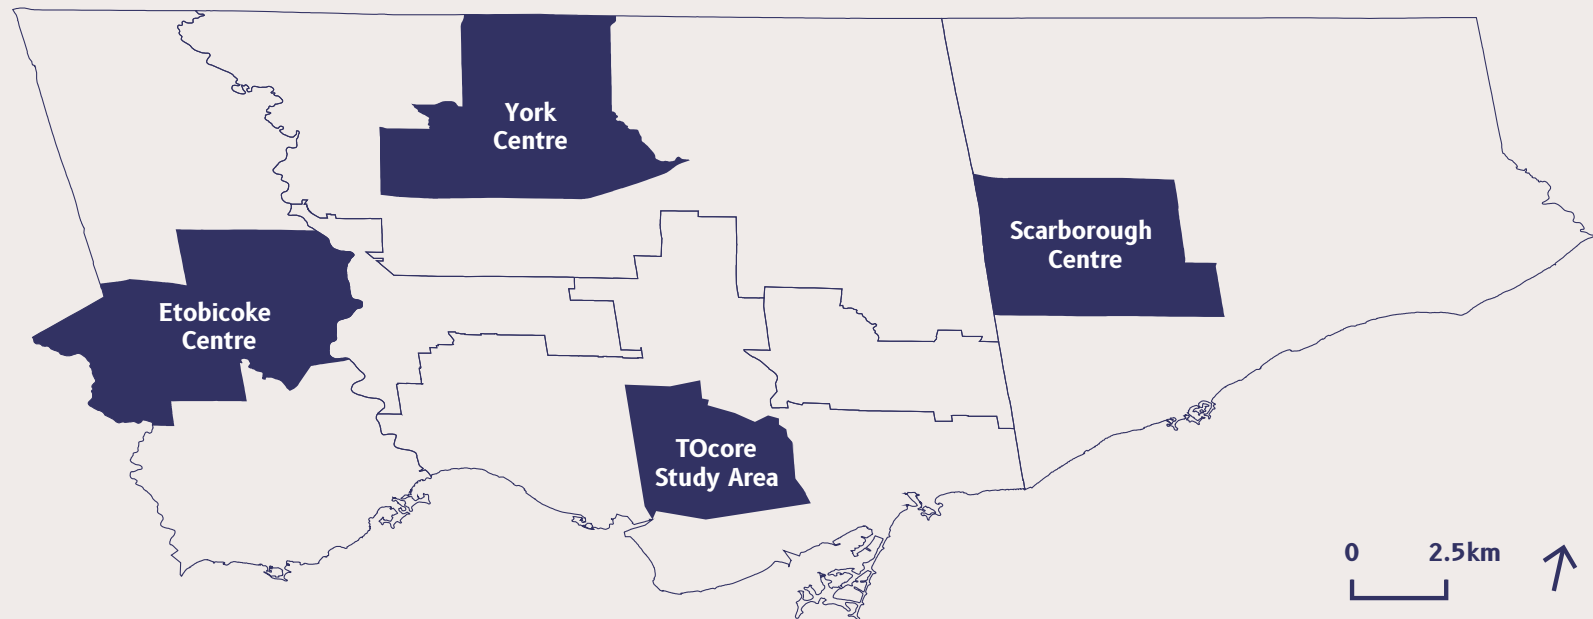 York
Centre
Scarborough
Centre
Etobicoke
Centre
TOcore
Study Area
0 2.5km